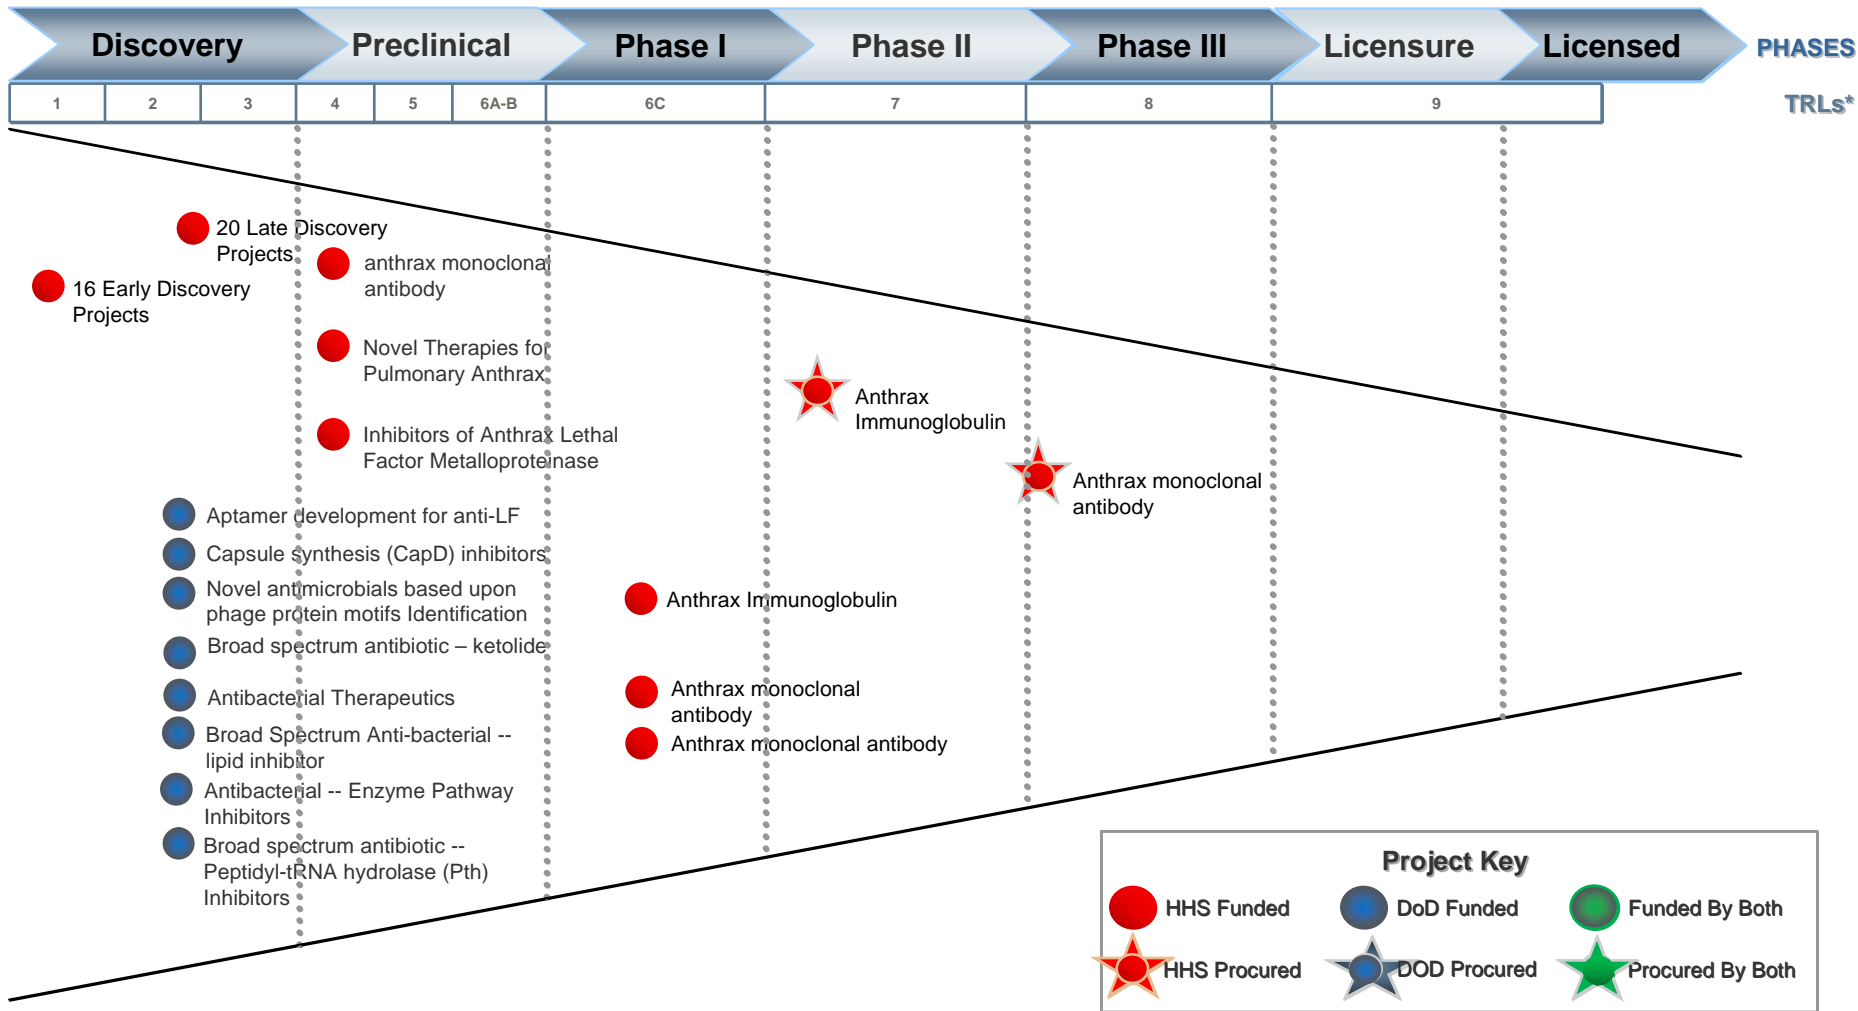 Discovery
Preclinical
Phase I
Phase II
Phase III
Licensure
Licensed
PHASES
1
2
3
4
5
6A-B
6C
7
8
9
TRLs*
20 Late Discovery
Projects
16 Early Discovery
Projects
anthrax monoclonal
antibody
Novel Therapies for
Pulmonary Anthrax
Inhibitors of Anthrax Lethal
Factor Metalloproteinase
Anthrax
Immunoglobulin
Anthrax monoclonal
antibody
Aptamer development for anti-LF
Capsule synthesis (CapD) inhibitors
Novel antimicrobials based upon
phage protein motifs Identification
Broad spectrum antibiotic – ketolide
Antibacterial Therapeutics
Broad Spectrum Anti-bacterial --
lipid inhibitor
Antibacterial -- Enzyme Pathway
Inhibitors
Broad spectrum antibiotic --
Peptidyl-tRNA hydrolase (Pth)
Inhibitors
Anthrax Immunoglobulin
Anthrax monoclonal
antibody
Anthrax monoclonal antibody
Project Key
HHS Funded
DoD Funded
Funded By Both
HHS Procured
DOD Procured
Procured By Both